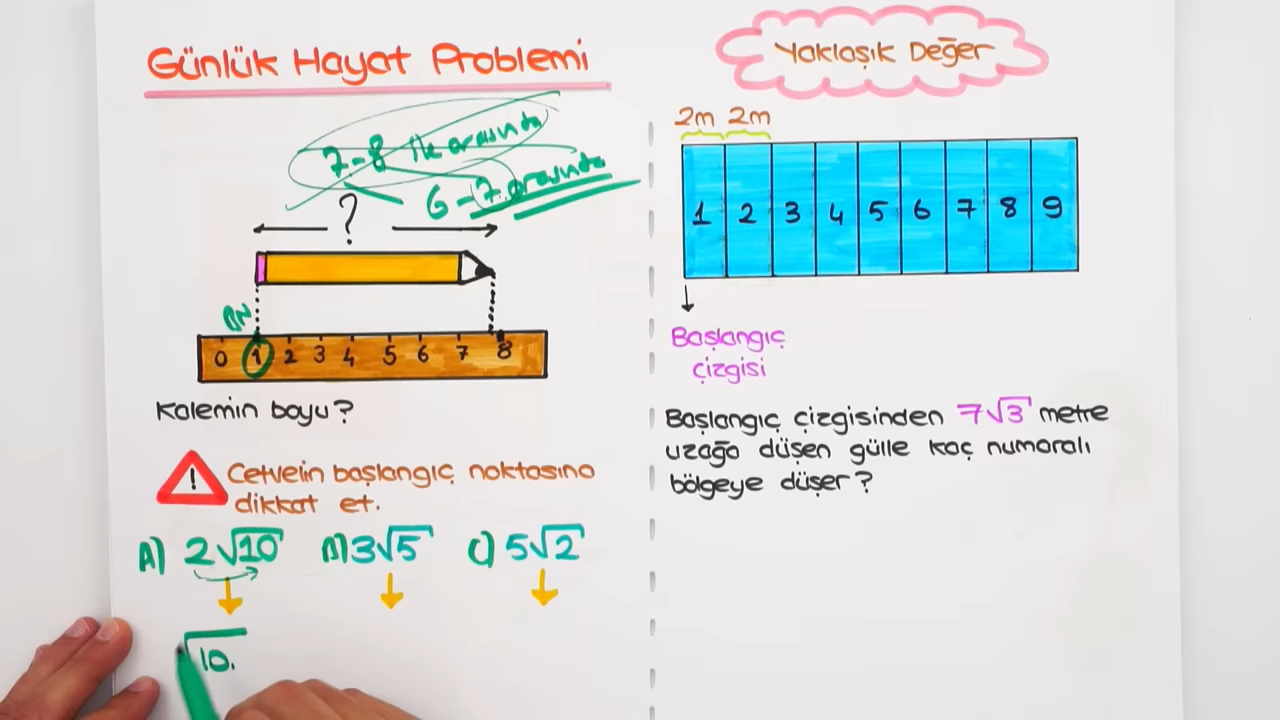 Günlük Hayat Problemi
7-8 ile arasında
6-7 arasında
?
BN
0 1 2 3 4 5 6 7 8
Kalemin boyu?
! Cetvelin başlangıç noktasına
dikkat et.
A) 2√10 B) 3√5 C) 5√2
√10.
Yaklaşık Değer
2m 2m
1 2 3 4 5 6 7 8 9
Başlangıç
çizgisi
Başlangıç çizgisinden 7√3 metre
uzağa düşen gülle kaç numaralı
bölgeye düşer?